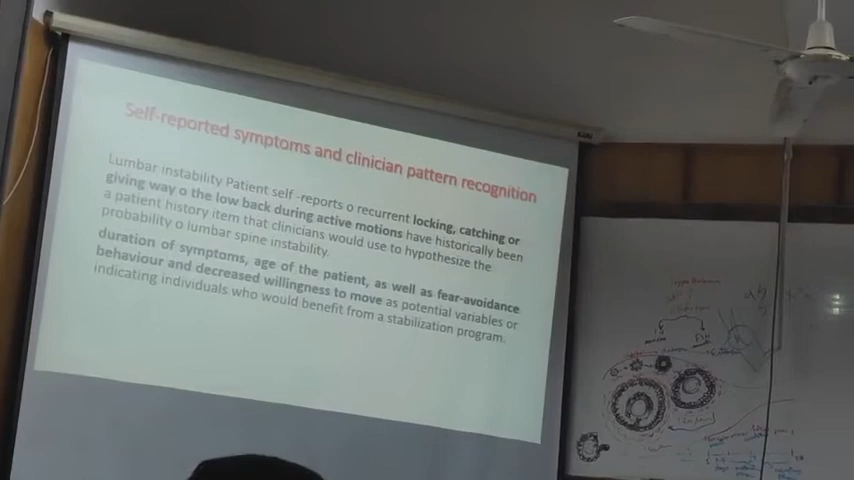 Self-reported symptoms and clinician pattern recognition
Lumbar instability Patient self -reports o recurrent locking, catching or
giving way o the low back during active motions have historically been
a patient history item that clinicians would use to hypothesize the
probability o lumbar spine instability.
duration of symptoms, age of the patient, as well as fear-avoidance
behaviour and decreased willingness to move as potential variables or
indicating individuals who would benefit from a stabilization program.